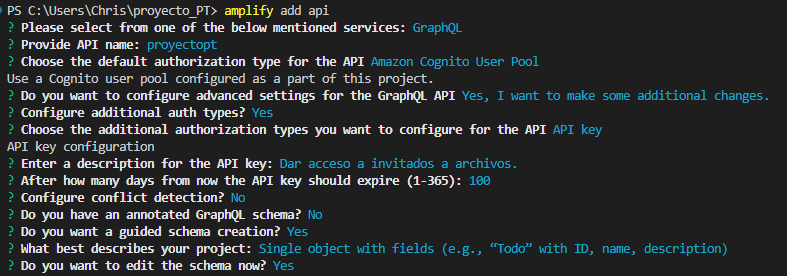 PS C:\Users\Chris\proyecto_PT> amplify add api
? Please select from one of the below mentioned services: GraphQL
? Provide API name: proyectopt
? Choose the default authorization type for the API Amazon Cognito User Pool
Use a Cognito user pool configured as a part of this project.
? Do you want to configure advanced settings for the GraphQL API Yes, I want to make some additional changes.
? Configure additional auth types? Yes
? Choose the additional authorization types you want to configure for the API API key
API key configuration
? Enter a description for the API key: Dar acceso a invitados a archivos.
? After how many days from now the API key should expire (1-365): 100
? Configure conflict detection? No
? Do you have an annotated GraphQL schema? No
? Do you want a guided schema creation? Yes
? What best describes your project: Single object with fields (e.g., “Todo” with ID, name, description)
? Do you want to edit the schema now? Yes